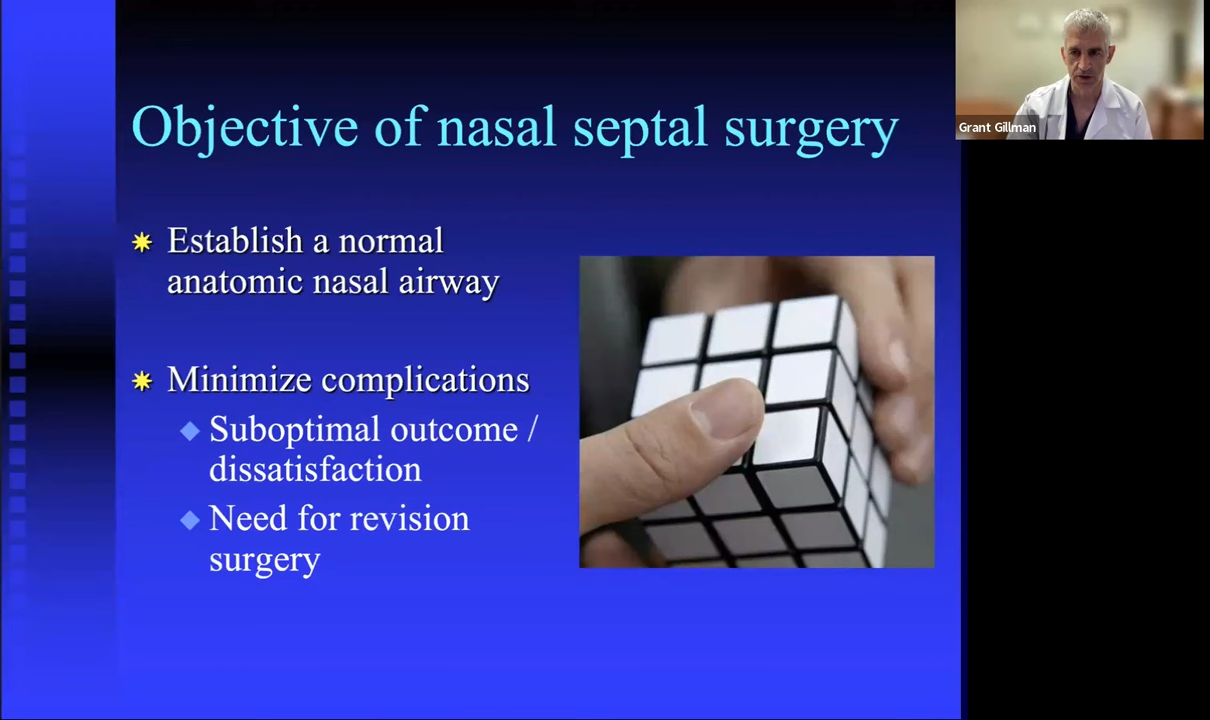 Objective of nasal septal surgery
Establish a normal
anatomic nasal airway
Minimize complications
Suboptimal outcome /
dissatisfaction
Need for revision
surgery
Grant Gillman